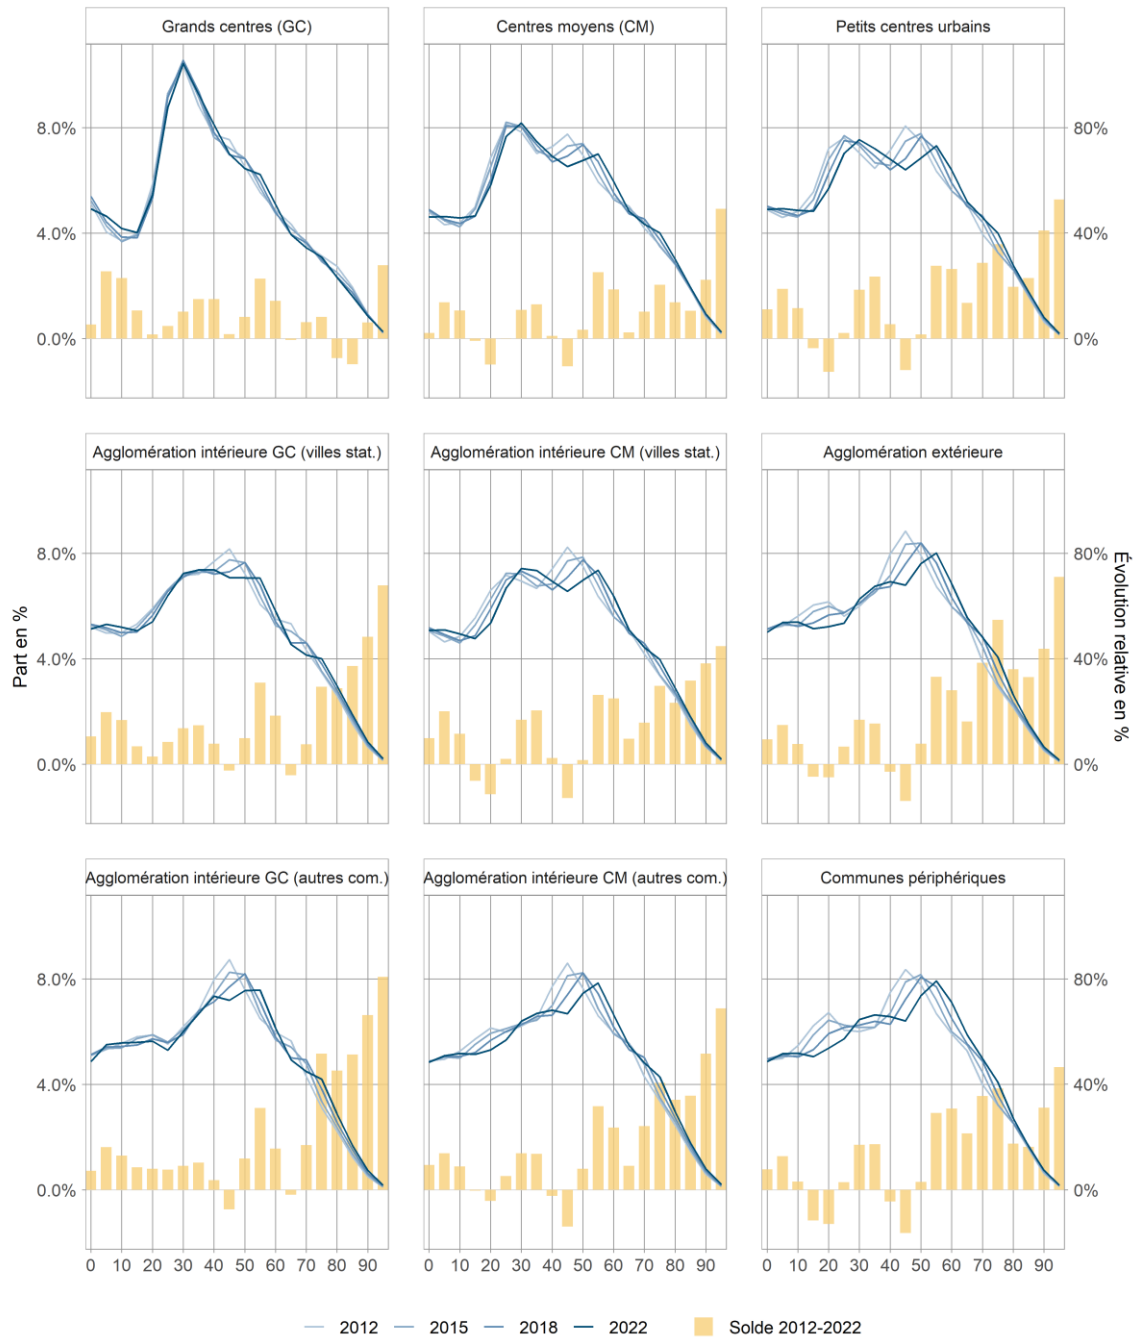 Grands centres (GC) Centres moyens (CM) Petits centres urbains
8.0% 80%
4.0% 40%
0.0% 0%
Agglomération intérieure GC (villes stat.) Agglomération intérieure CM (villes stat.) Agglomération extérieure
8.0% 80%
4.0% 40%
0.0% 0%
Part en %
Évolution relative en %
Agglomération intérieure GC (autres com.) Agglomération intérieure CM (autres com.) Communes périphériques
8.0% 80%
4.0% 40%
0.0% 0%
0 10 20 30 40 50 60 70 80 90 0 10 20 30 40 50 60 70 80 90 0 10 20 30 40 50 60 70 80 90
2012 2015 2018 2022 Solde 2012-2022